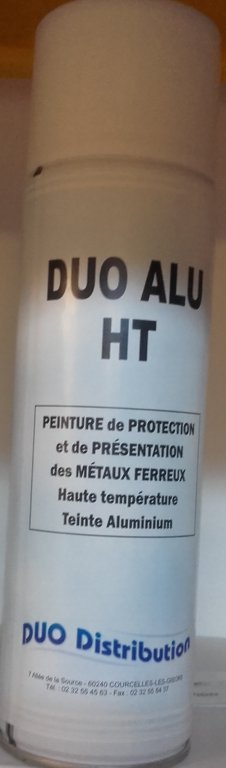 DUO ALU
HT
PEINTURE de PROTECTION
et de PRÉSENTATION
des MÉTAUX FERREUX
Haute température
Teinte Aluminium
DUO Distribution
7 Allée de la Source - 60240 COURCELLES-LES-GISORS
Tél. : 02 32 55 45 63 - Fax : 02 32 55 64 37